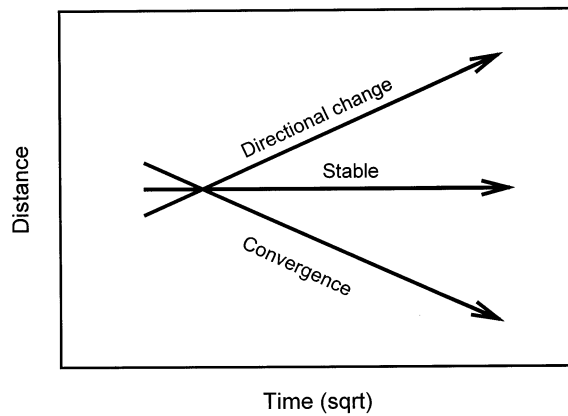 Directional change
Stable
Convergence
Distance
Time (sqrt)